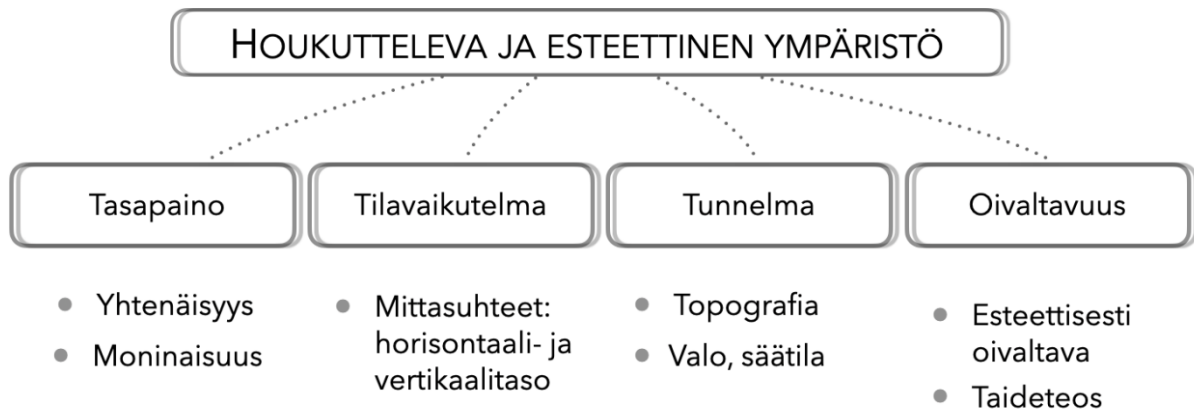 HOUKUTTELEVA JA ESTEETTINEN YMPÄRISTÖ
Tasapaino
Tilavaikutelma
Tunnelma
Oivaltavuus
• Yhtenäisyys
• Moninaisuus
• Mittasuhteet:
horisontaali- ja
vertikaalitaso
• Topografia
• Valo, säätila
• Esteettisesti
oivaltava
• Taideteos